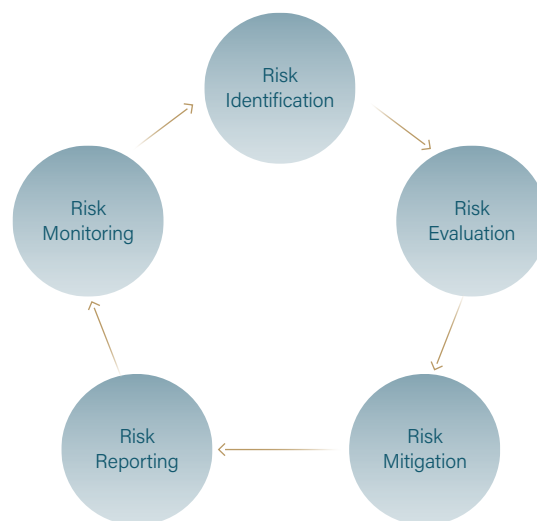 Risk
Identification
Risk
Evaluation
Risk
Mitigation
Risk
Reporting
Risk
Monitoring